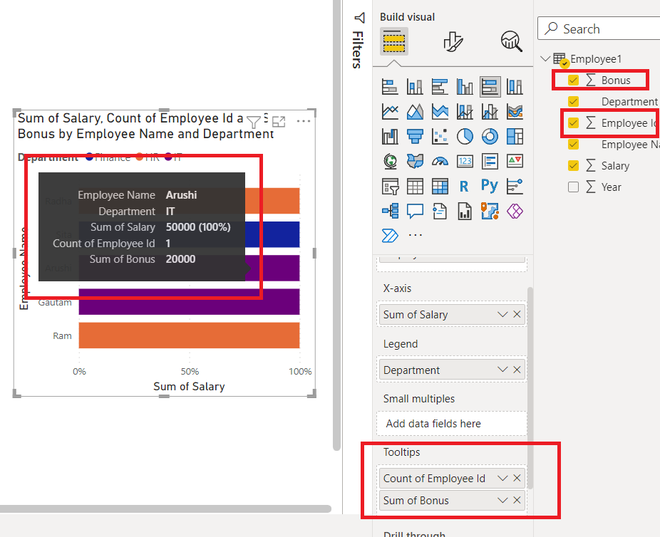 Build visual
Filters
Search
Employee1
Bonus
Department
Employee Id
Employee Na
Salary
Year
Sum of Salary, Count of Employee Id a
Bonus by Employee Name and Department
Department Finance HR IT
Employee Name Arushi
Department IT
Sum of Salary 50000 (100%)
Count of Employee Id 1
Sum of Bonus 20000
Employee Name
Gautam
Ram
0% 50% 100%
Sum of Salary
123
R Py
X-axis
Sum of Salary
Legend
Department
Small multiples
Add data fields here
Tooltips
Count of Employee Id
Sum of Bonus
Drill through